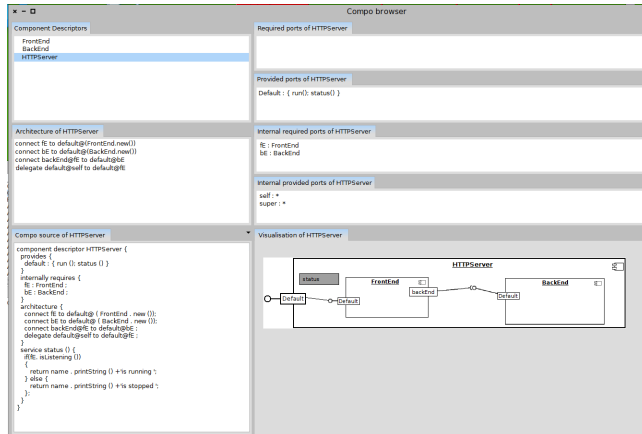 Compo browser
Component Descriptors
FrontEnd
BackEnd
HTTPServer
Required ports of HTTPServer
Provided ports of HTTPServer
Default : { run(); status() }
Architecture of HTTPServer
connect fE to default@(FrontEnd.new())
connect bE to default@(BackEnd.new())
connect backEnd@fE to default@bE
delegate default@self to default@fE
Internal required ports of HTTPServer
fE : FrontEnd
bE : BackEnd
Internal provided ports of HTTPServer
self : *
super : *
Compo source of HTTPServer
component descriptor HTTPServer {
provides {
default : { run (); status () }
}
internally requires {
fE : FrontEnd ;
bE : BackEnd ;
}
architecture {
connect fE to default@ ( FrontEnd . new ());
connect bE to default@ ( BackEnd . new ());
connect backEnd@fE to default@bE ;
delegate default@self to default@fE ;
}
service status () {
if(fE. isListening ())
{
return name . printString () +'is running ';
} else {
return name . printString () +'is stopped ';
};
}
}
Visualisation of HTTPServer
HTTPServer
status
FrontEnd
BackEnd
backEnd
Default
Default
Default